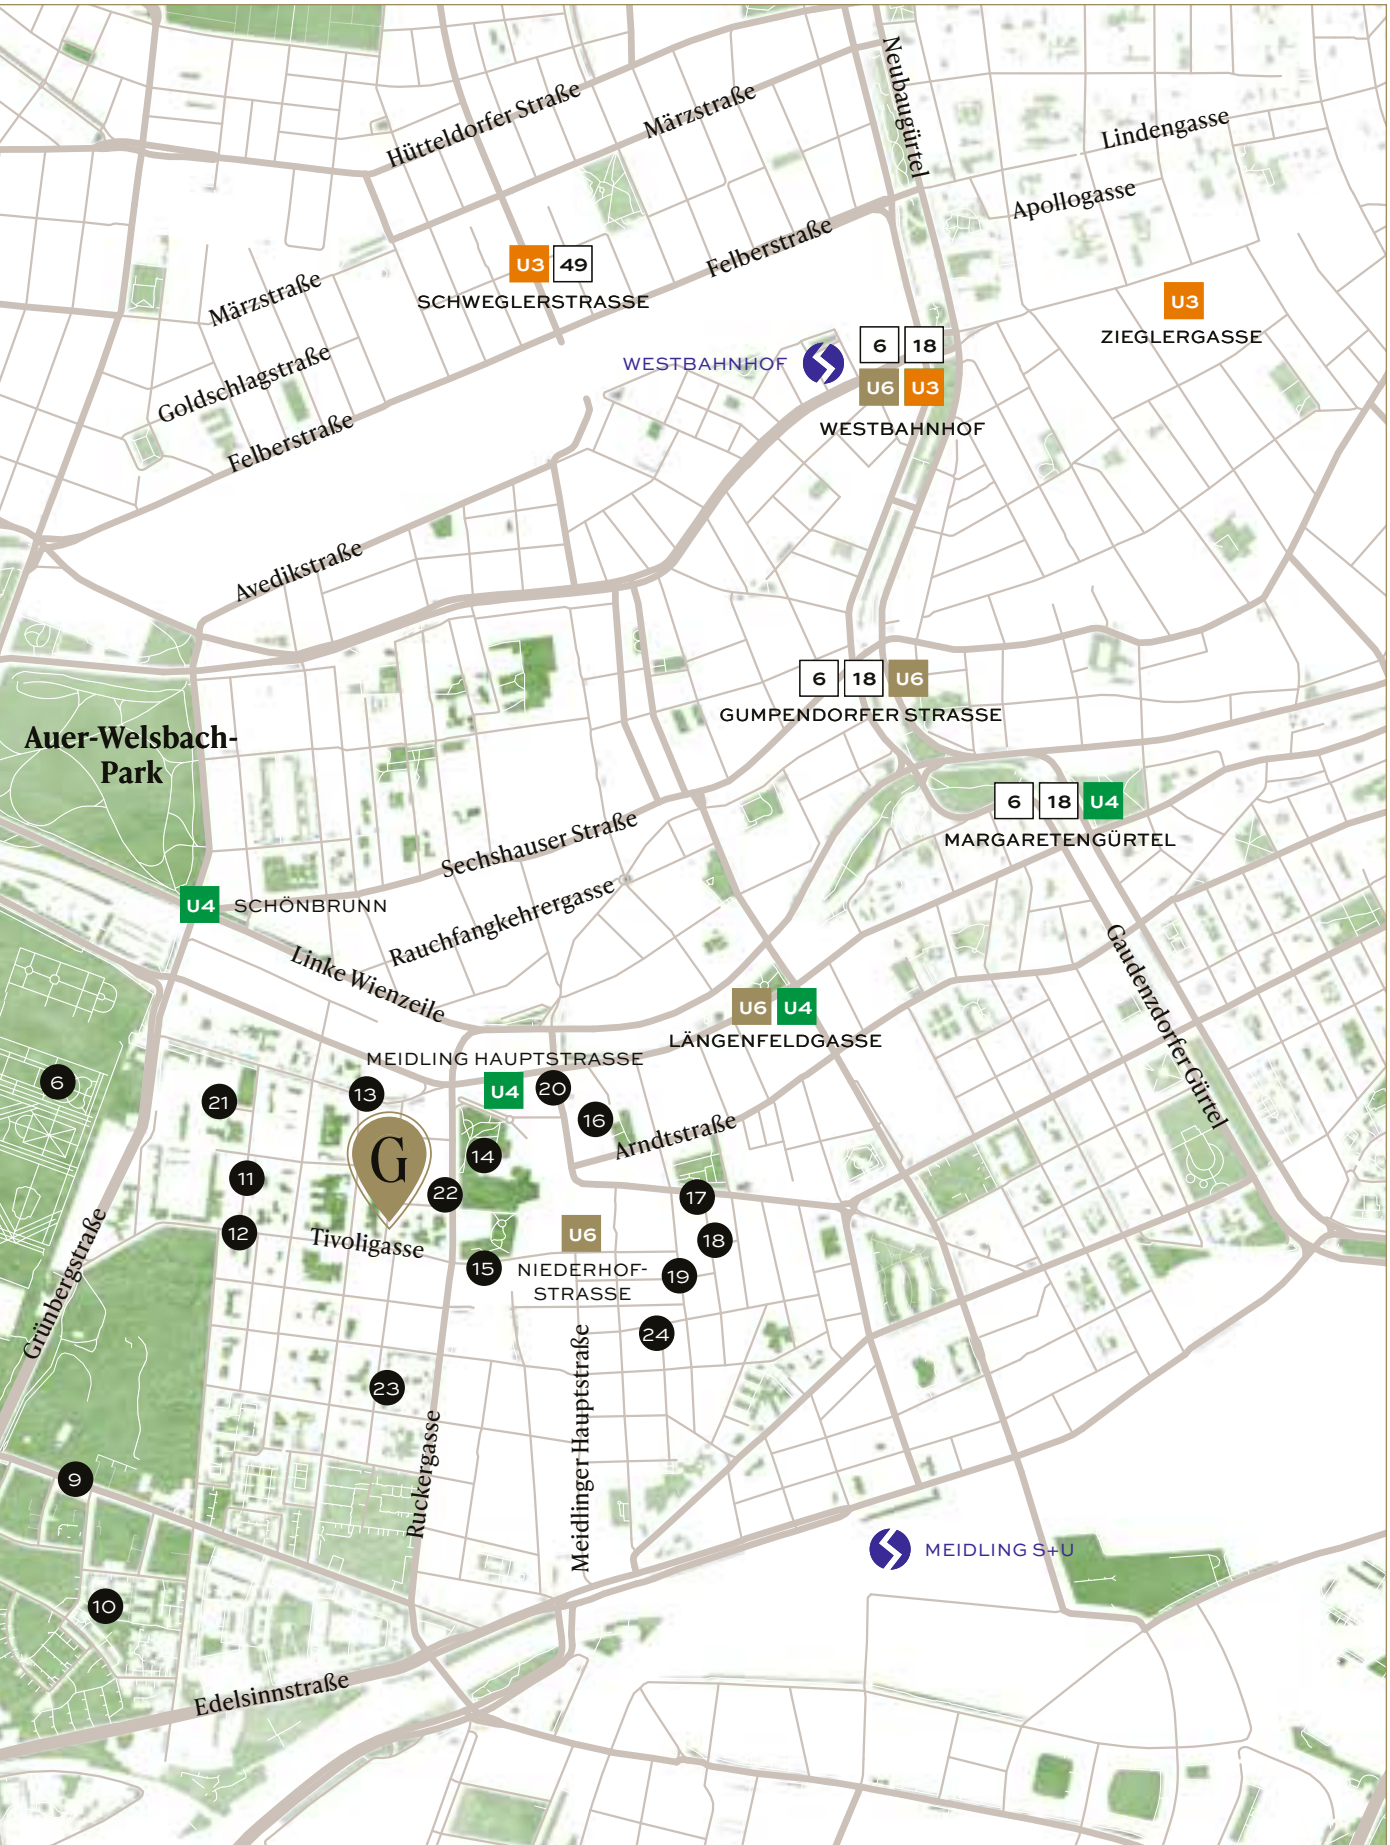 Neubaugürtel
Hütteldorfer Straße
Märzstraße
Lindengasse
Apollogasse
Felberstraße
U3 49
SCHWEGLERSTRASSE
Märzstraße
U3
ZIEGLERGASSE
6 18
WESTBAHNHOF
U6 U3
WESTBAHNHOF
Goldschlagstraße
Felberstraße
Avedikstraße
6 18 U6
GUMPENDORFER STRASSE
Auer-Welsbach-
Park
6 18 U4
MARGARETENGÜRTEL
Sechshauser Straße
Rauchfangkehrergasse
U4 SCHÖNBRUNN
Linke Wienzeile
Gaudenzdorfer Gürtel
U6 U4
LÄNGENFELDGASSE
MEIDLING HAUPTSTRASSE
U4
20
6
21
13
16
Arndtstraße
14
G
11
22
17
12
Tivoligasse
U6
18
15
NIEDERHOF-
STRASSE
19
Grünbergstraße
24
23
Meidlinger Hauptstraße
Ruckergasse
9
MEIDLING S+U
10
Edelsinnstraße